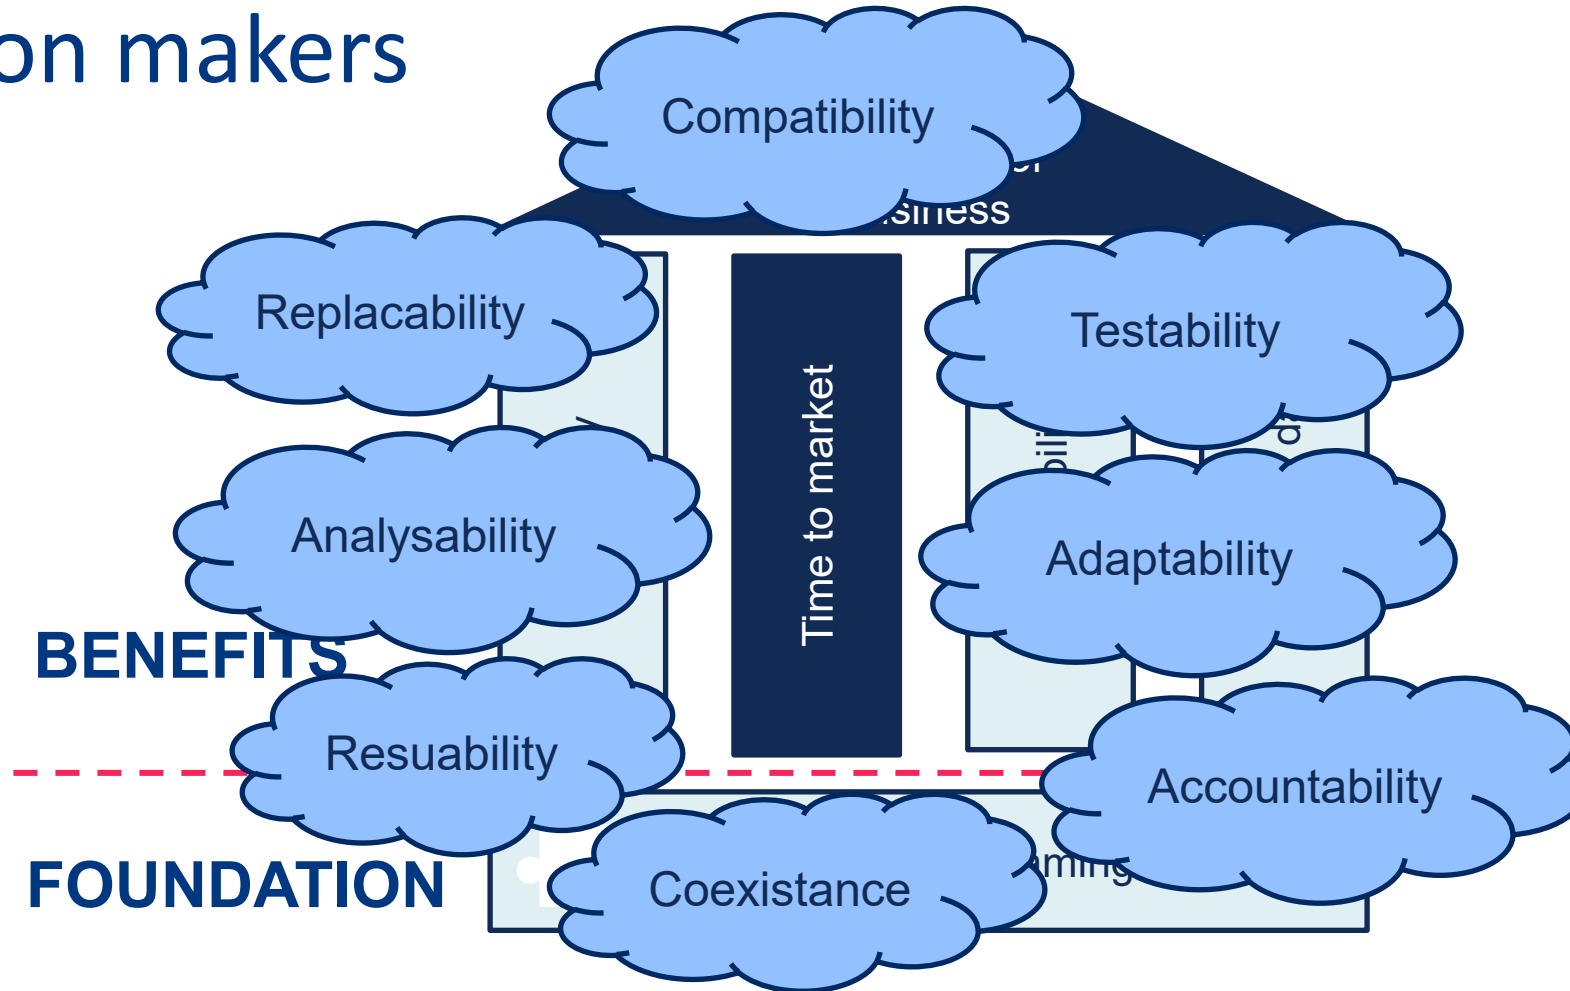 on makers
Compatibility
Replacability
Testability
Time to market
Analysability
Adaptability
BENEFITS
Resuability
Accountability
FOUNDATION
Coexistance